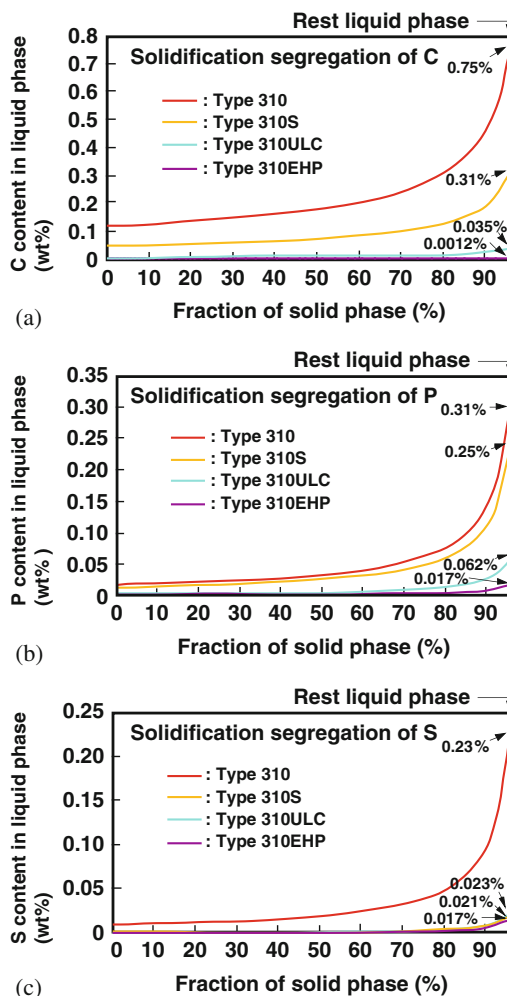 Rest liquid phase
0.8
0.7
0.6
0.5
0.4
0.3
0.2
0.1
0
C content in liquid phase
(wt%)
Solidification segregation of C
: Type 310
: Type 310S
: Type 310ULC
: Type 310EHP
0.75%
0.31%
0.035%
0.0012%
0 10 20 30 40 50 60 70 80 90
Fraction of solid phase (%)
(a)
Rest liquid phase
0.35
0.30
0.25
0.20
0.15
0.10
0.05
0
P content in liquid phase
(wt% )
Solidification segregation of P
: Type 310
: Type 310S
: Type 310ULC
: Type 310EHP
0.31%
0.25%
0.062%
0.017%
0 10 20 30 40 50 60 70 80 90
Fraction of solid phase (%)
(b)
Rest liquid phase
0.25
0.20
0.15
0.10
0.05
0
S content in liquid phase
(wt%)
Solidification segregation of S
: Type 310
: Type 310S
: Type 310ULC
: Type 310EHP
0.23%
0.023%
0.021%
0.017%
0 10 20 30 40 50 60 70 80 90
Fraction of solid phase (%)
(c)